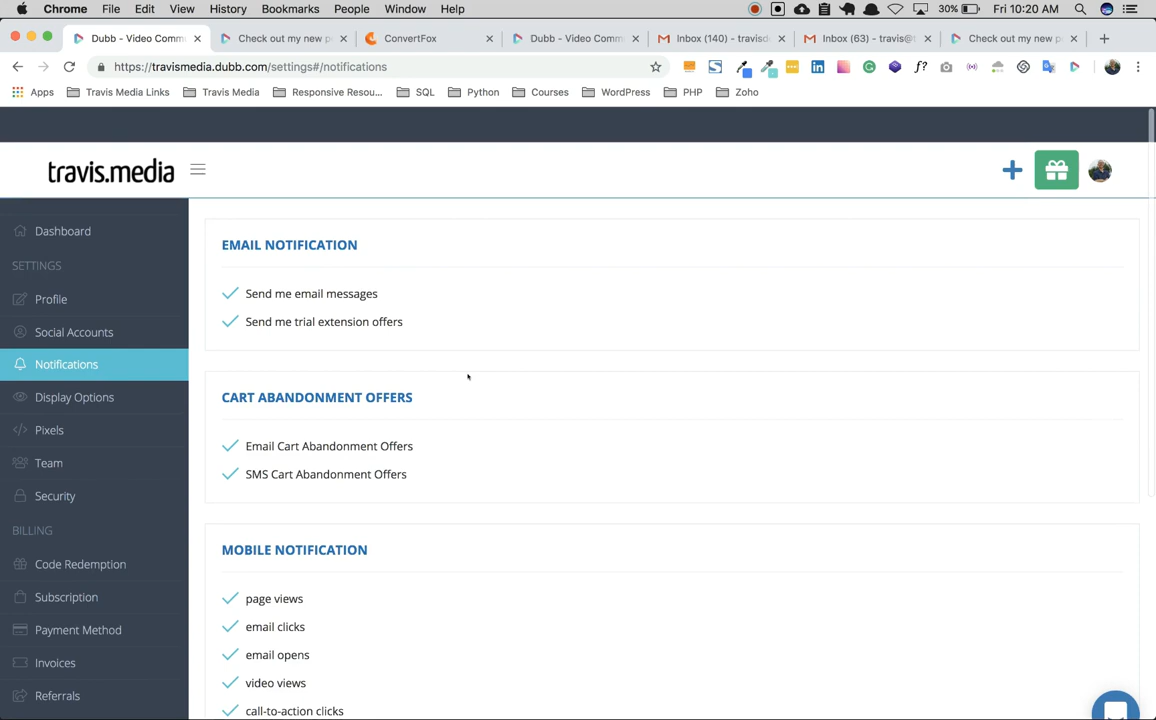 Chrome File Edit View History Bookmarks People Window Help 30% Fri 10:20 AM
Dubb - Video Comm Check out my new p ConvertFox Dubb - Video Comm Inbox (140) - travisd Inbox (63) - travis@t Check out my new p
https://travismedia.dubb.com/settings#/notifications
Apps Travis Media Links Travis Media Responsive Resou... SQL Python Courses WordPress PHP Zoho
travis.media
Dashboard
SETTINGS
Profile
Social Accounts
Notifications
Display Options
Pixels
Team
Security
BILLING
Code Redemption
Subscription
Payment Method
Invoices
Referrals
EMAIL NOTIFICATION
Send me email messages
Send me trial extension offers
CART ABANDONMENT OFFERS
Email Cart Abandonment Offers
SMS Cart Abandonment Offers
MOBILE NOTIFICATION
page views
email clicks
email opens
video views
call-to-action clicks